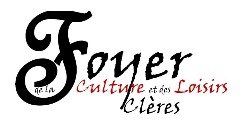 Foyer
de la Culture et des Loisirs
Clères